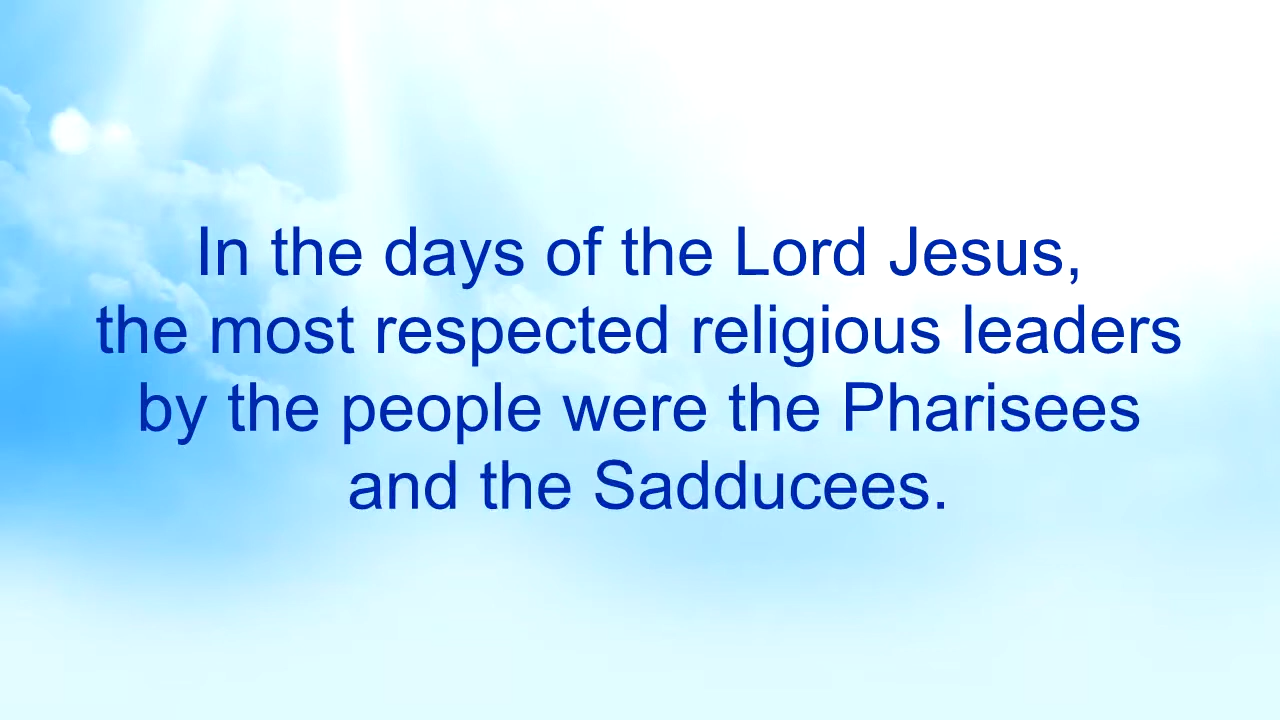 In the days of the Lord Jesus,
the most respected religious leaders
by the people were the Pharisees
and the Sadducees.